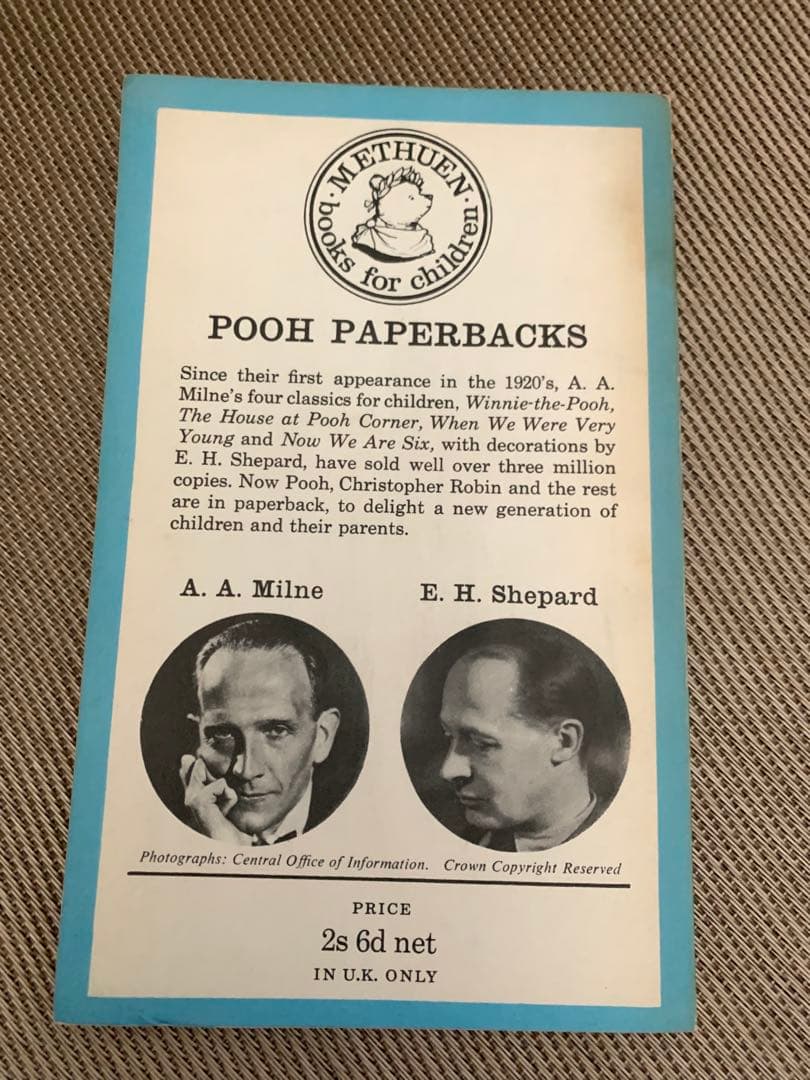 METHUEN
books for children
POOH PAPERBACKS
Since their first appearance in the 1920's, A. A.
Milne's four classics for children, Winnie-the-Pooh,
The House at Pooh Corner, When We Were Very
Young and Now We Are Six, with decorations by
E. H. Shepard, have sold well over three million
copies. Now Pooh, Christopher Robin and the rest
are in paperback, to delight a new generation of
children and their parents.
A. A. Milne E. H. Shepard
Photographs: Central Office of Information. Crown Copyright Reserved
PRICE
2s 6d net
IN U.K. ONLY